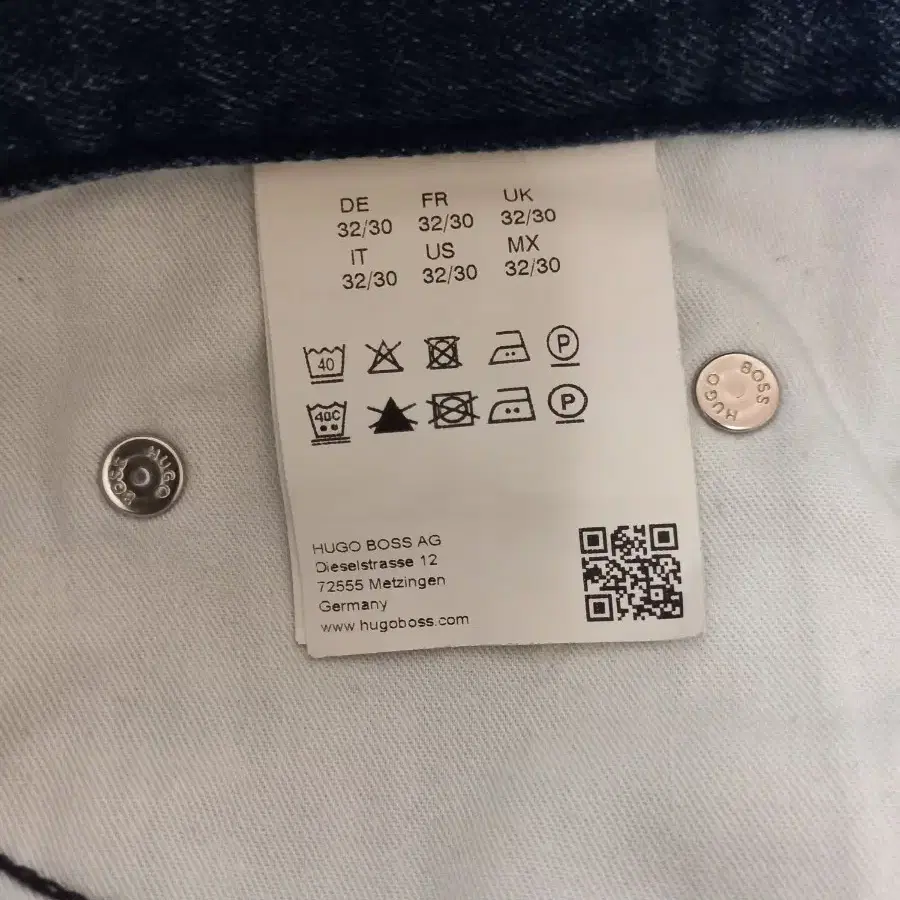 DE FR UK
32/30 32/30 32/30
IT US MX
32/30 32/30 32/30
40 P
40C P
HUGO BOSS
HUGO BOSS
HUGO BOSS AG
Dieselstrasse 12
72555 Metzingen
Germany
www.hugoboss.com